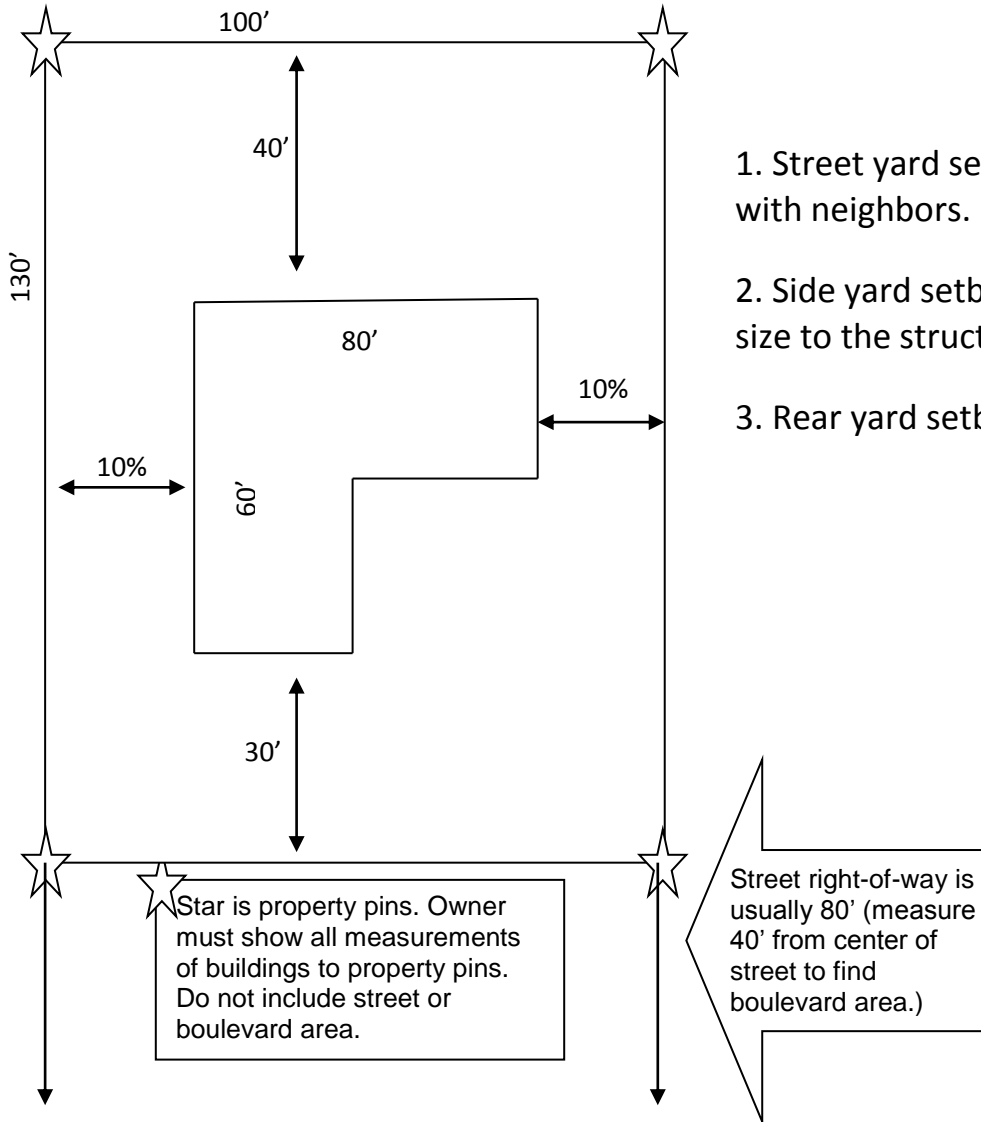 100’
40’
130’
80’
10%
10%
60’
30’
1. Street yard se
with neighbors.
2. Side yard setb
size to the struct
3. Rear yard setb
Star is property pins. Owner
must show all measurements
of buildings to property pins.
Do not include street or
boulevard area.
Street right-of-way is
usually 80’ (measure
40’ from center of
street to find
boulevard area.)